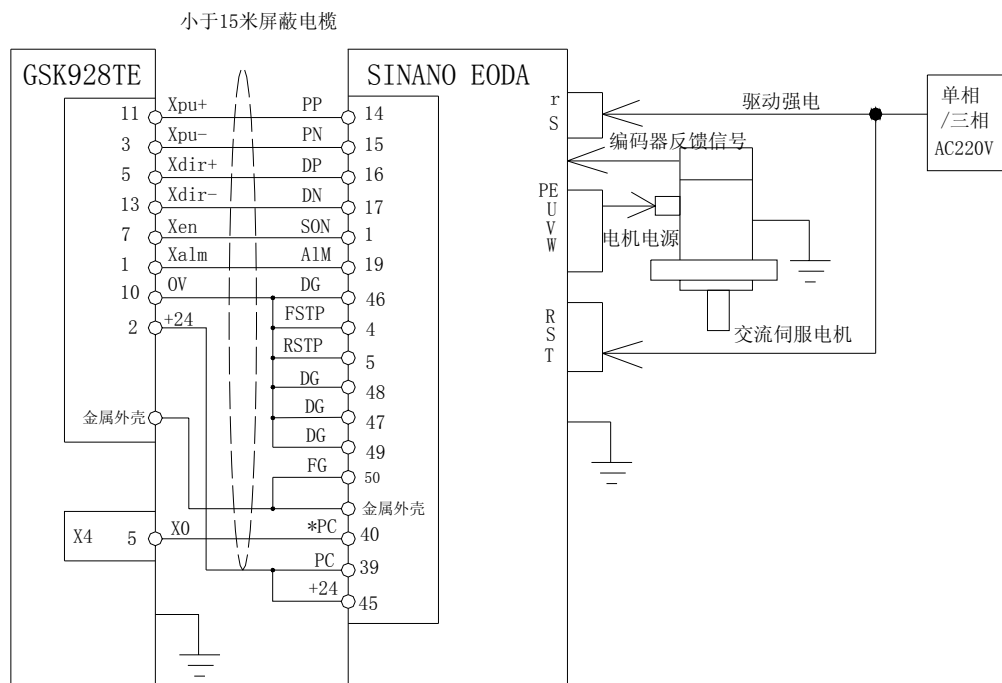 小于15米屏蔽电榄
GSK928TE
SINANO EODA
11 Xpu+ PP 14
3 Xpu- PN 15
5 Xdir+ DP 16
13 Xdir- DN 17
7 Xen SON 1
1 Xalm AlM 19
10 0V DG 46
2 +24 FSTP 4
RSTP 5
DG 48
DG 47
金属外壳 DG 49
FG 50
金属外壳
X4 5 X0 *PC 40
PC 39
+24 45
r
S
驱动强电
单相
/三相
AC220V
编码器反馈信号
PE
U
V
W
电机电源
R
S
T
交流伺服电机